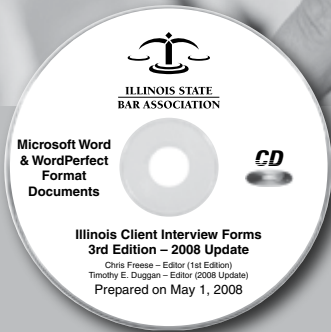 ILLINOIS STATE
BAR ASSOCIATION
Microsoft Word
& WordPerfect
Format
Documents
CD
Illinois Client Interview Forms
3rd Edition – 2008 Update
Chris Freese – Editor (1st Edition)
Timothy E. Duggan – Editor (2008 Update)
Prepared on May 1, 2008